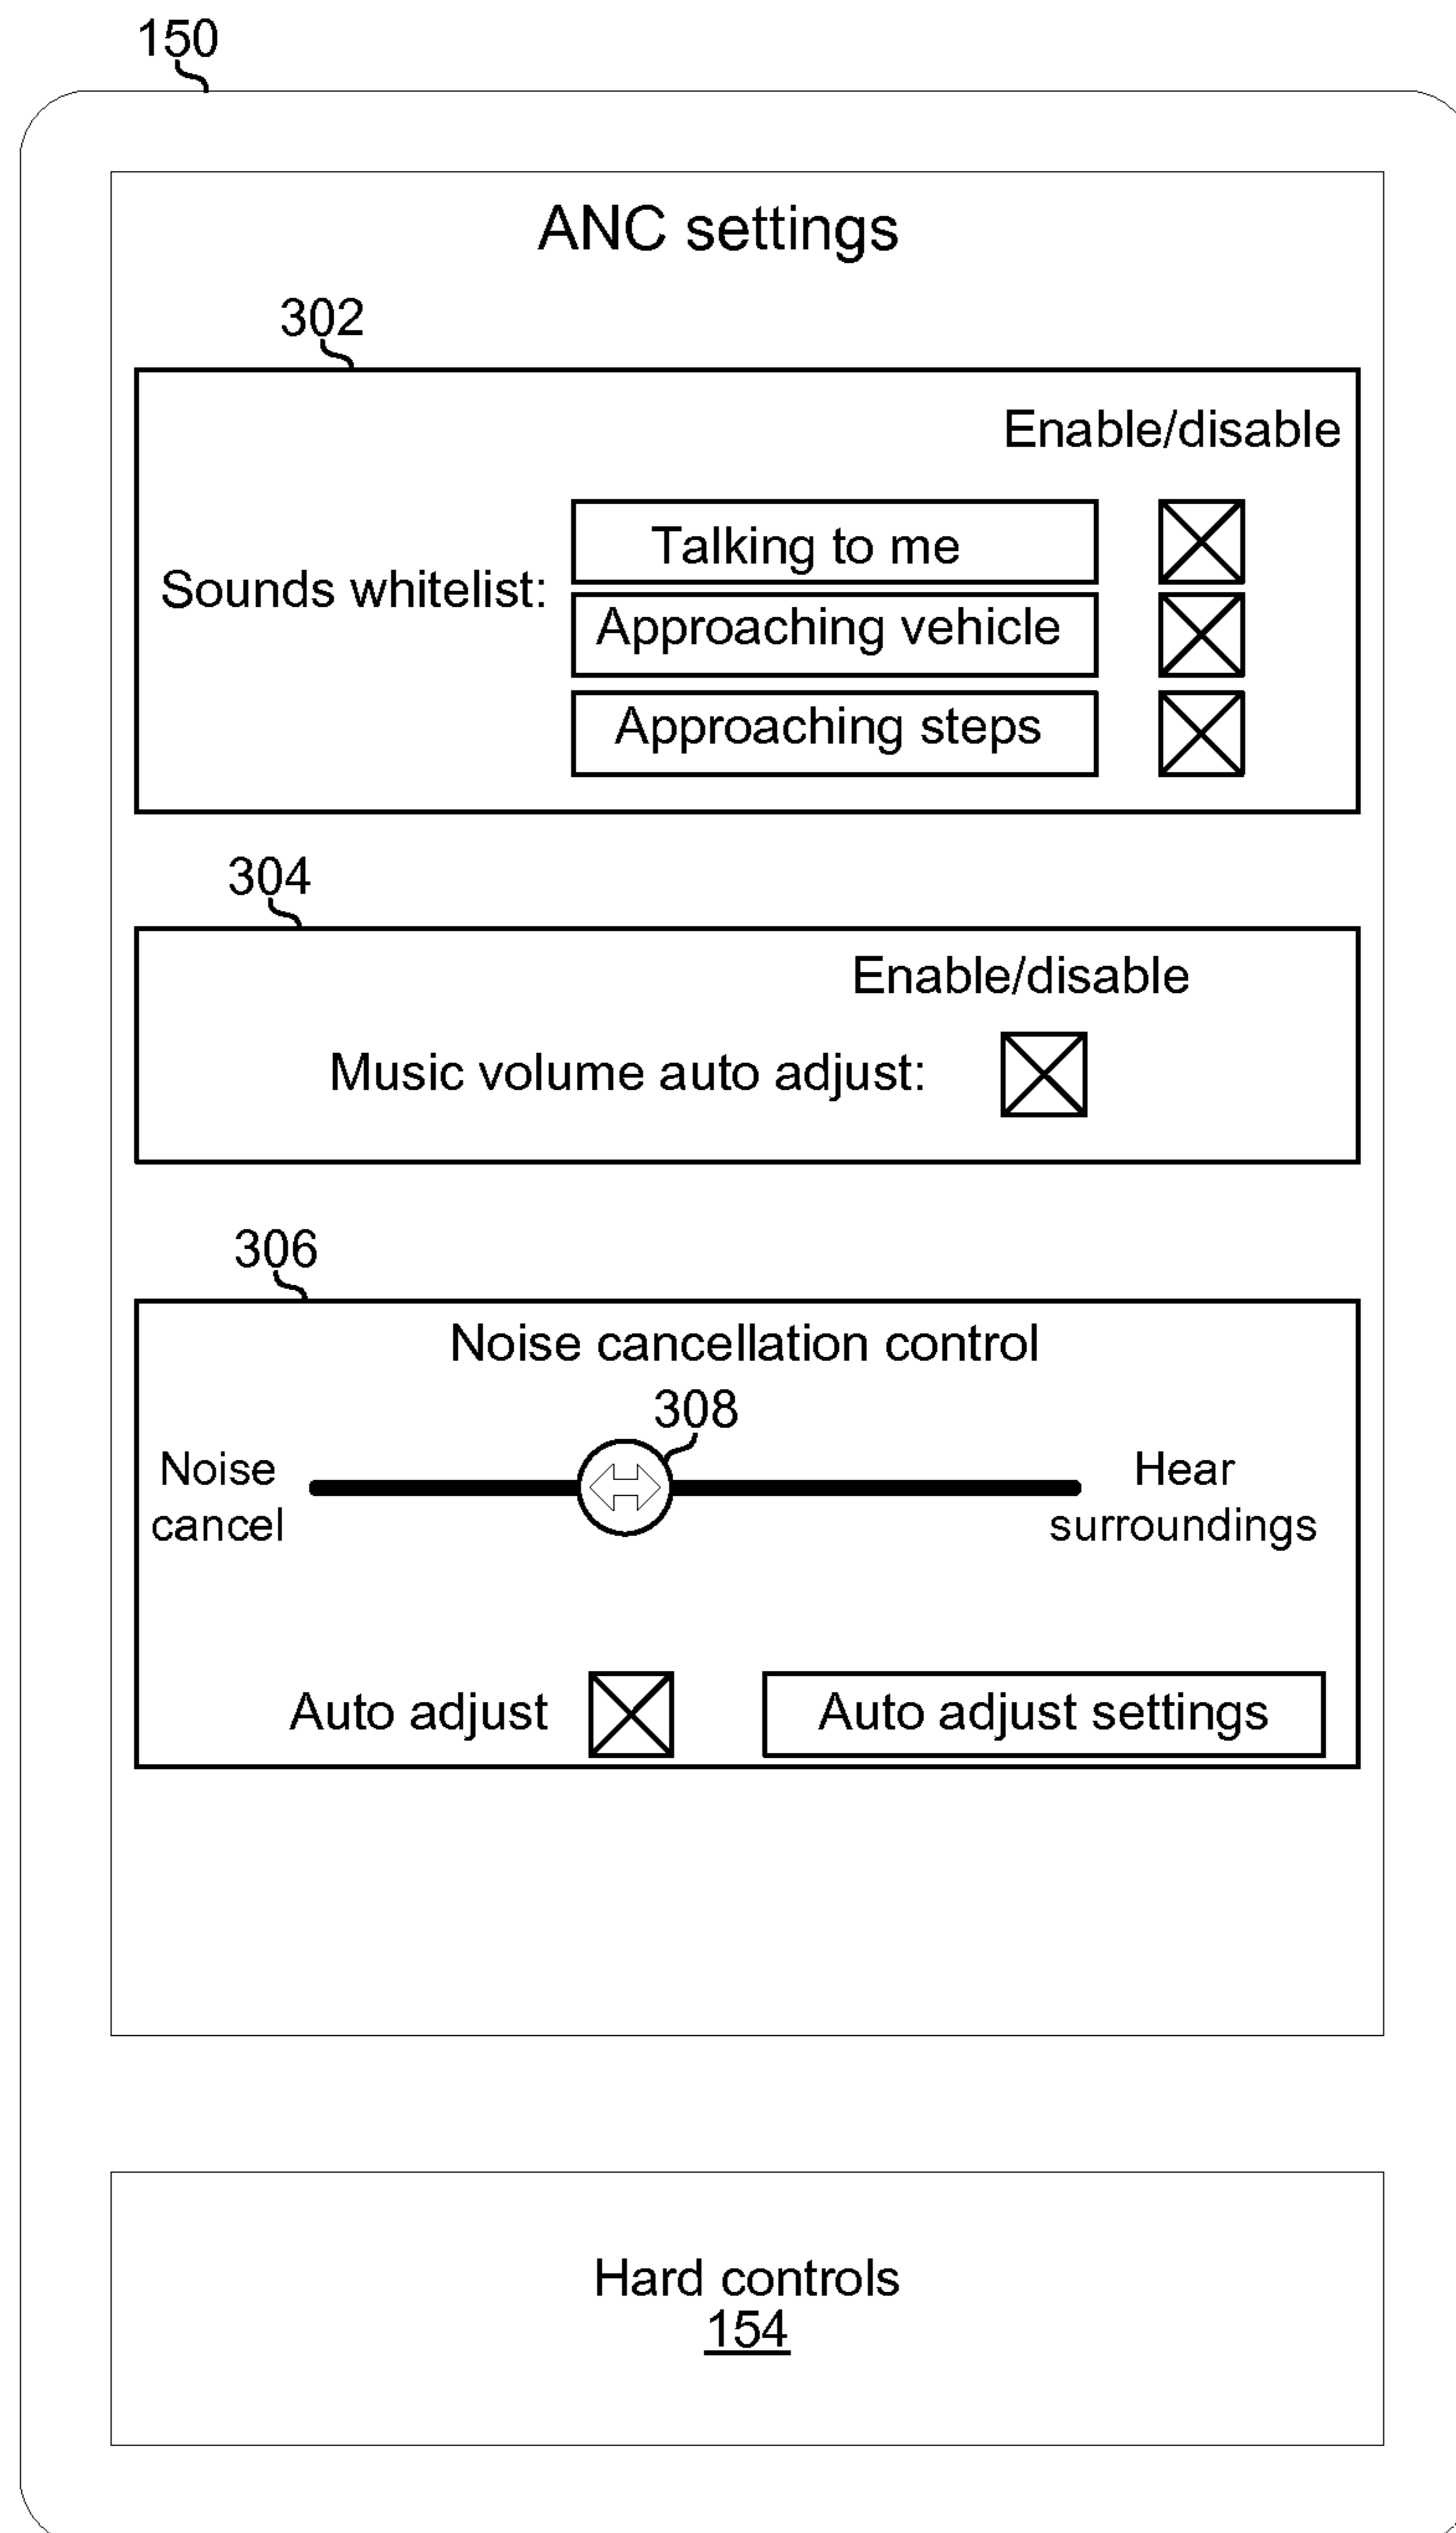 150
ANC settings
302
Enable/disable
Talking to me
Sounds whitelist:
Approaching vehicle
Approaching steps
304
Enable/disable
Music volume auto adjust:
306
Noise cancellation control
308
Noise
cancel
Hear
surroundings
Auto adjust
Auto adjust settings
Hard controls
154